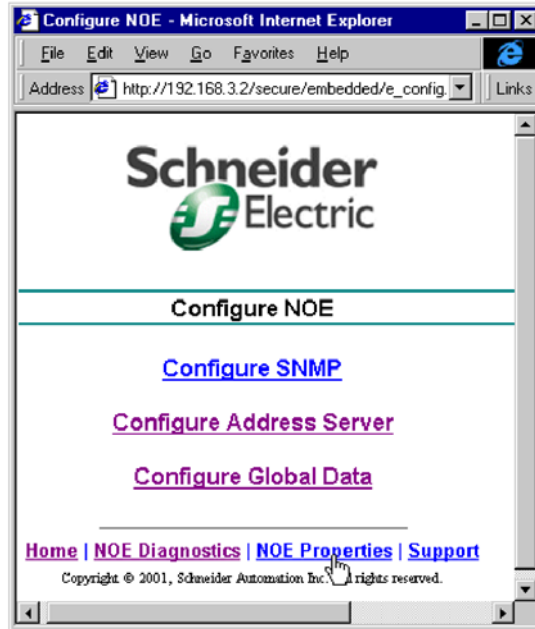 Configure NOE - Microsoft Internet Explorer
File Edit View Go Favorites Help
Address http://192.168.3.2/secure/embedded/e_config. Links
Schneider
Electric
Configure NOE
Configure SNMP
Configure Address Server
Configure Global Data
Home | NOE Diagnostics | NOE Properties | Support
Copyright © 2001, Schneider Automation Inc. rights reserved.